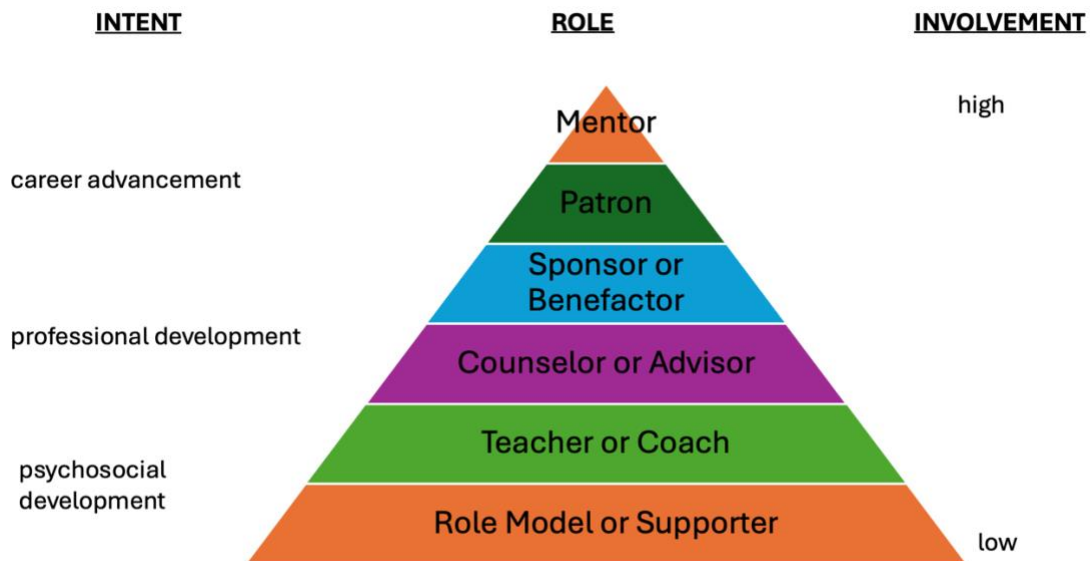 INTENT
ROLE
INVOLVEMENT
Mentor
high
career advancement
Patron
Sponsor or
Benefactor
professional development
Counselor or Advisor
Teacher or Coach
psychosocial
development
Role Model or Supporter
low